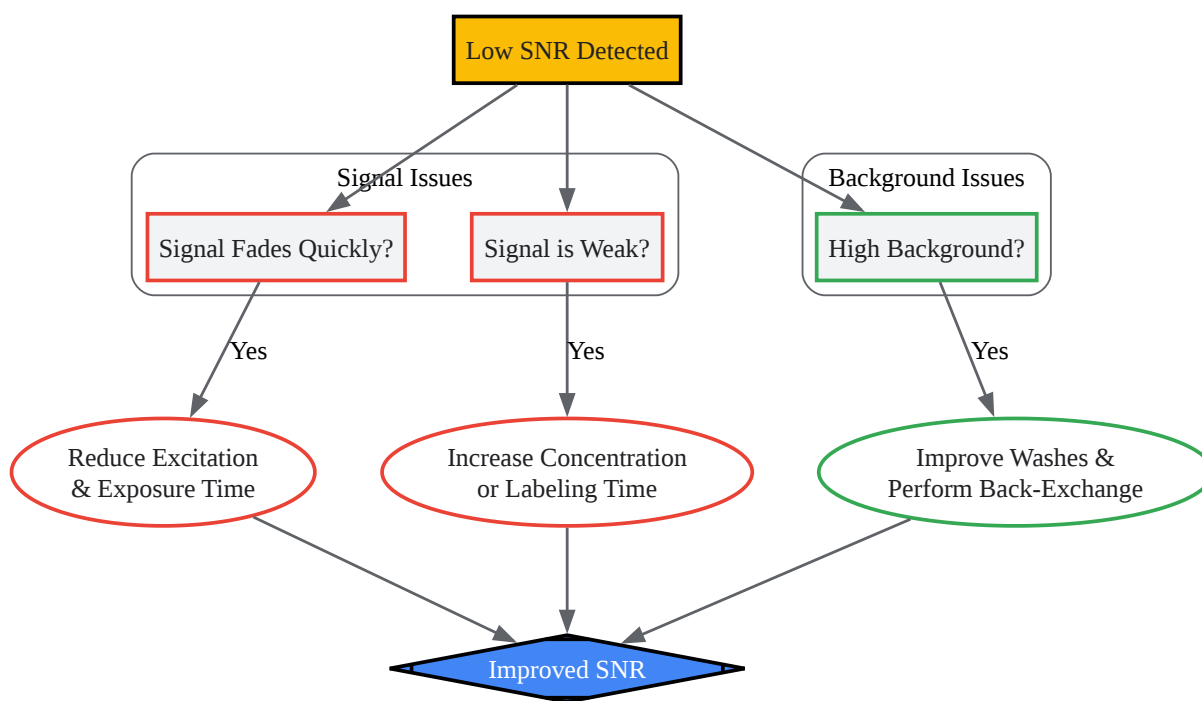 Low SNR Detected
Signal Issues
Background Issues
Signal Fades Quickly?
Signal is Weak?
High Background?
Yes
Yes
Yes
Reduce Excitation
& Exposure Time
Increase Concentration
or Labeling Time
Improve Washes &
Perform Back-Exchange
Improved SNR